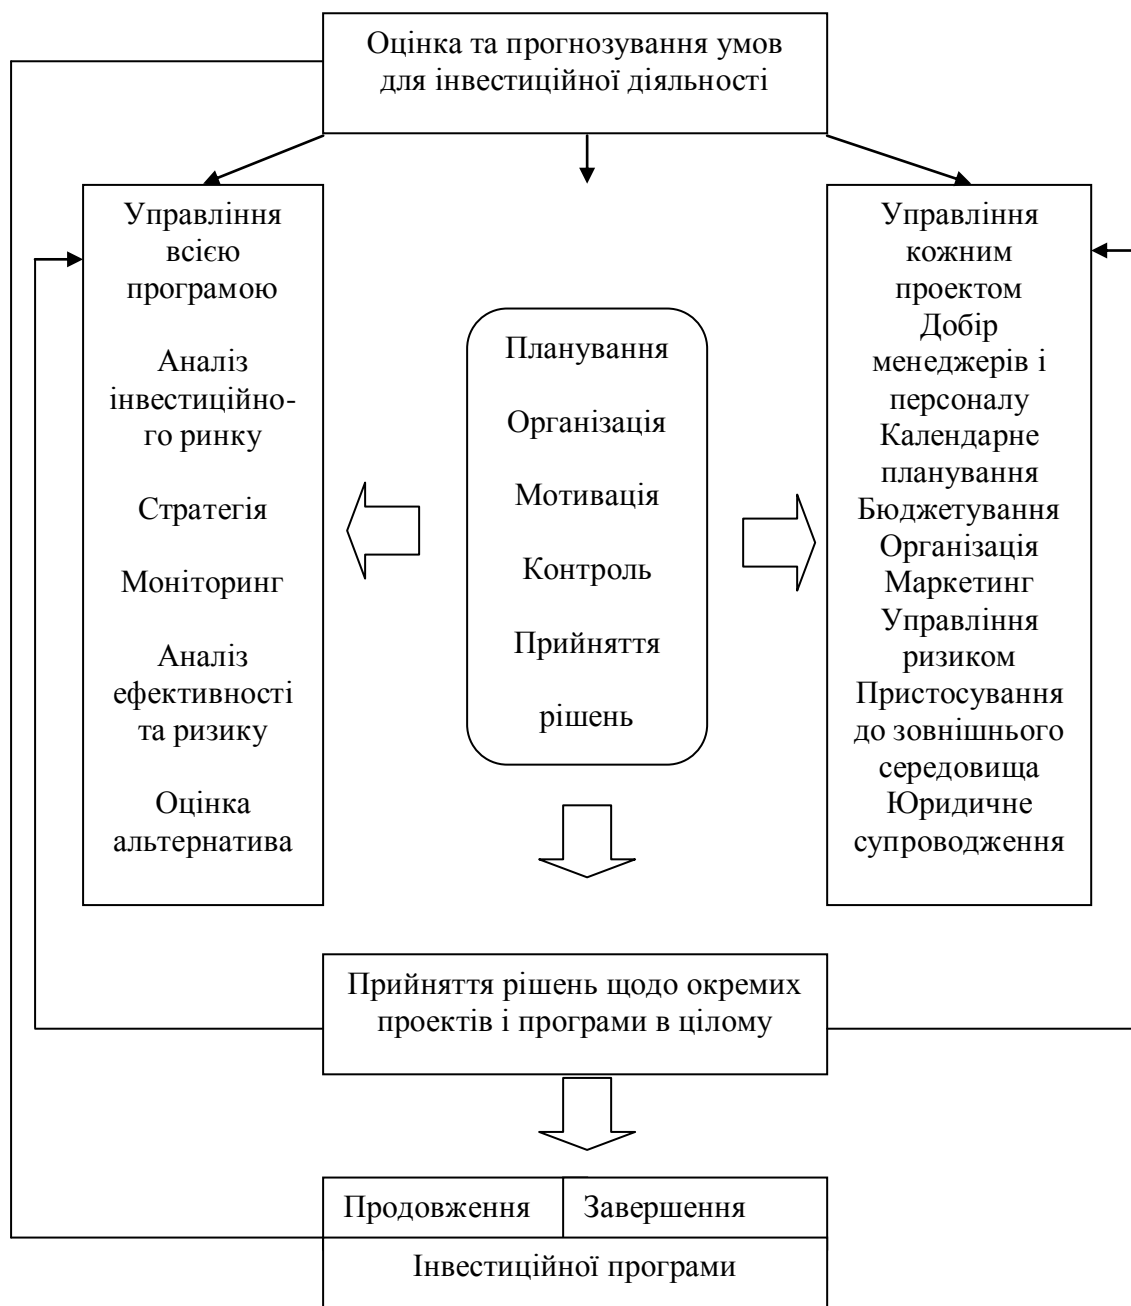 Оцінка та прогнозування умов
для інвестиційної діяльності
Управління
всією
програмою
Аналіз
інвестиційно-
го ринку
Стратегія
Моніторинг
Аналіз
ефективності
та ризику
Оцінка
альтернатива
Планування
Організація
Мотивація
Контроль
Прийняття
рішень
Управління
кожним
проектом
Добір
менеджерів і
персоналу
Календарне
планування
Бюджетування
Організація
Маркетинг
Управління
ризиком
Пристосування
до зовнішнього
середовища
Юридичне
супроводження
Прийняття рішень щодо окремих
проектів і програми в цілому
Продовження
Завершення
Інвестиційної програми